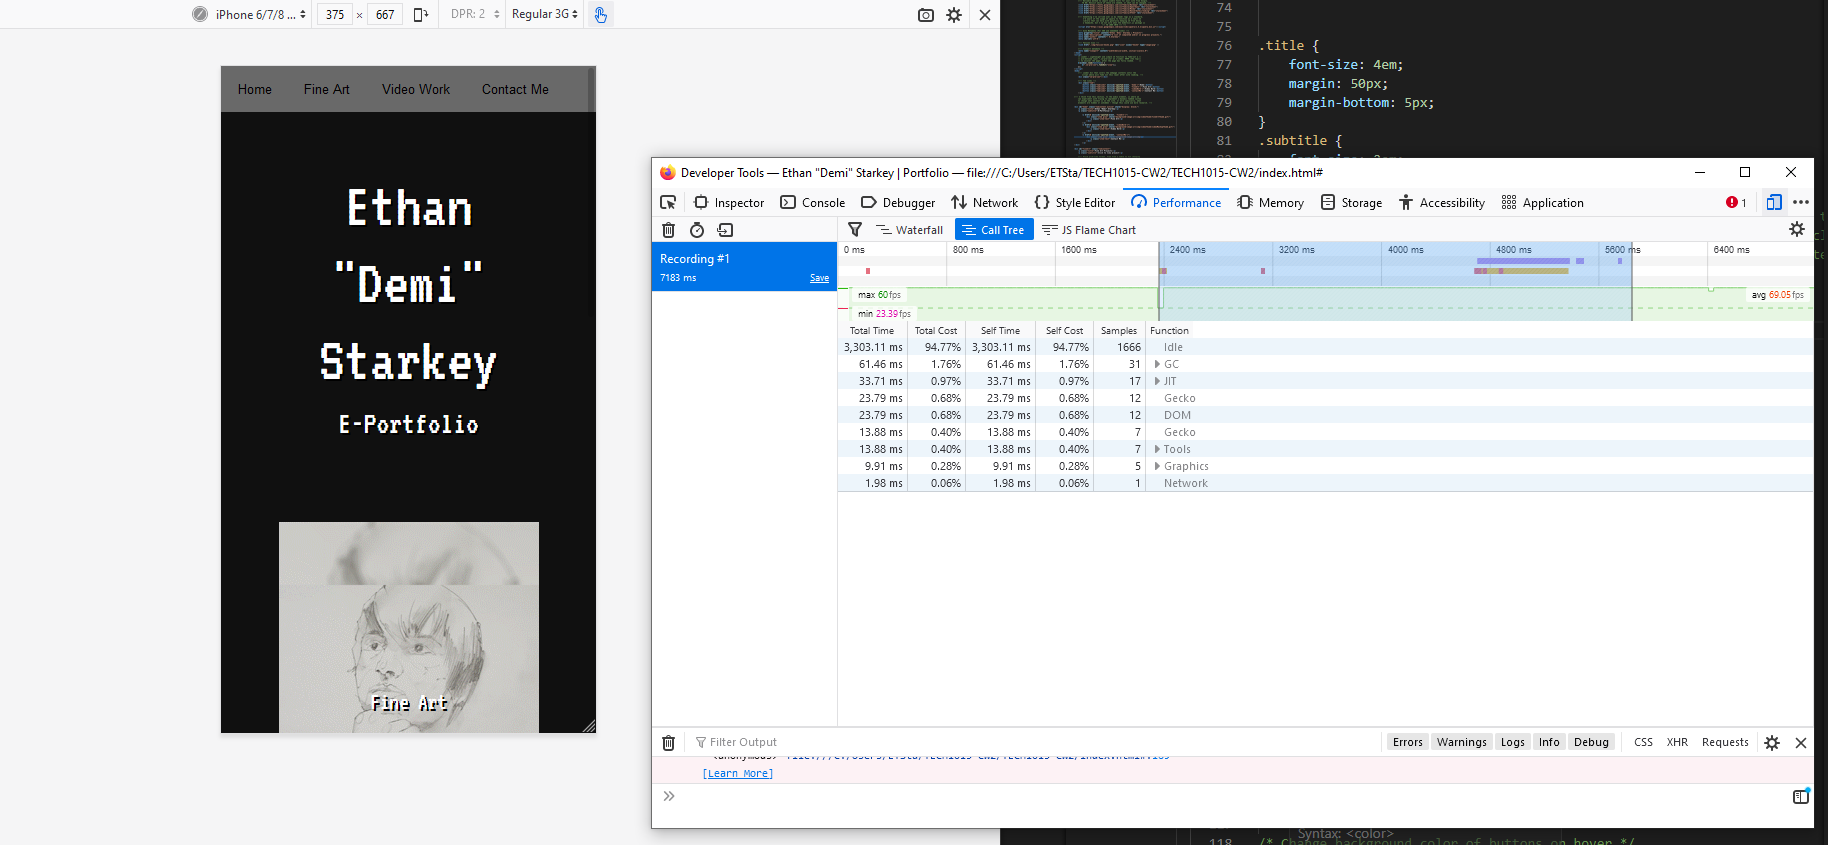 iPhone 6/7/8 ... 375 × 667 DPR: 2 Regular 3G
Home Fine Art Video Work Contact Me
Ethan
"Demi"
Starkey
E-Portfolio
Fine Art
74
75
76 .title {
77 font-size: 4em;
78 margin: 50px;
79 margin-bottom: 5px;
80 }
81 .subtitle {
Developer Tools — Ethan "Demi" Starkey | Portfolio — file:///C:/Users/ETSta/TECH1015-CW2/TECH1015-CW2/index.html#
Inspector Console Debugger Network Style Editor Performance Memory Storage Accessibility Application 1
Waterfall Call Tree JS Flame Chart
Recording #1
7183 ms Save
0 ms 800 ms 1600 ms 2400 ms 3200 ms 4000 ms 4800 ms 5600 ms 6400 ms
max 60 fps avg 69.05 fps
min 23.39 fps
Total Time Total Cost Self Time Self Cost Samples Function
3,303.11 ms 94.77% 3,303.11 ms 94.77% 1666 Idle
61.46 ms 1.76% 61.46 ms 1.76% 31 GC
33.71 ms 0.97% 33.71 ms 0.97% 17 JIT
23.79 ms 0.68% 23.79 ms 0.68% 12 Gecko
23.79 ms 0.68% 23.79 ms 0.68% 12 DOM
13.88 ms 0.40% 13.88 ms 0.40% 7 Gecko
13.88 ms 0.40% 13.88 ms 0.40% 7 Tools
9.91 ms 0.28% 9.91 ms 0.28% 5 Graphics
1.98 ms 0.06% 1.98 ms 0.06% 1 Network
Filter Output Errors Warnings Logs Info Debug CSS XHR Requests
[Learn More]
»
Syntax: <color>
118 /* Change background color of buttons on hover */